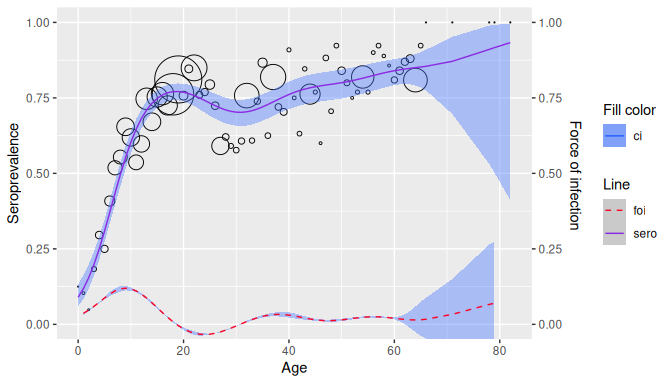 1.00
0.75
0.50
0.25
0.00
Seroprevalence
0
20
40
60
80
Age
1.00
0.75
0.50
0.25
0.00
Force of infection
Fill color
ci
Line
foi
sero